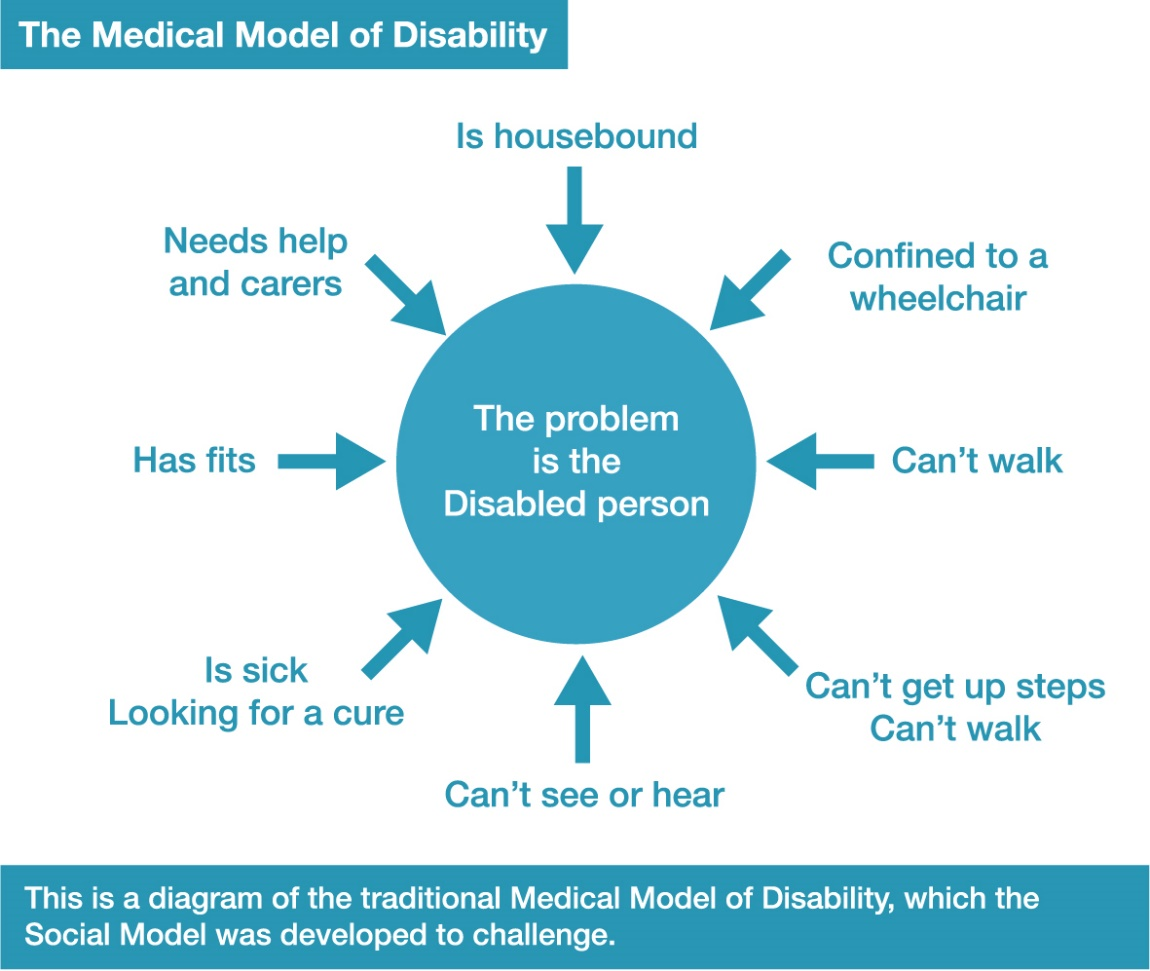 The Medical Model of Disability
Is housebound
Needs help
and carers
Confined to a
wheelchair
The problem
is the
Disabled person
Has fits
Can’t walk
Is sick
Looking for a cure
Can’t get up steps
Can’t walk
Can’t see or hear
This is a diagram of the traditional Medical Model of Disability, which the
Social Model was developed to challenge.